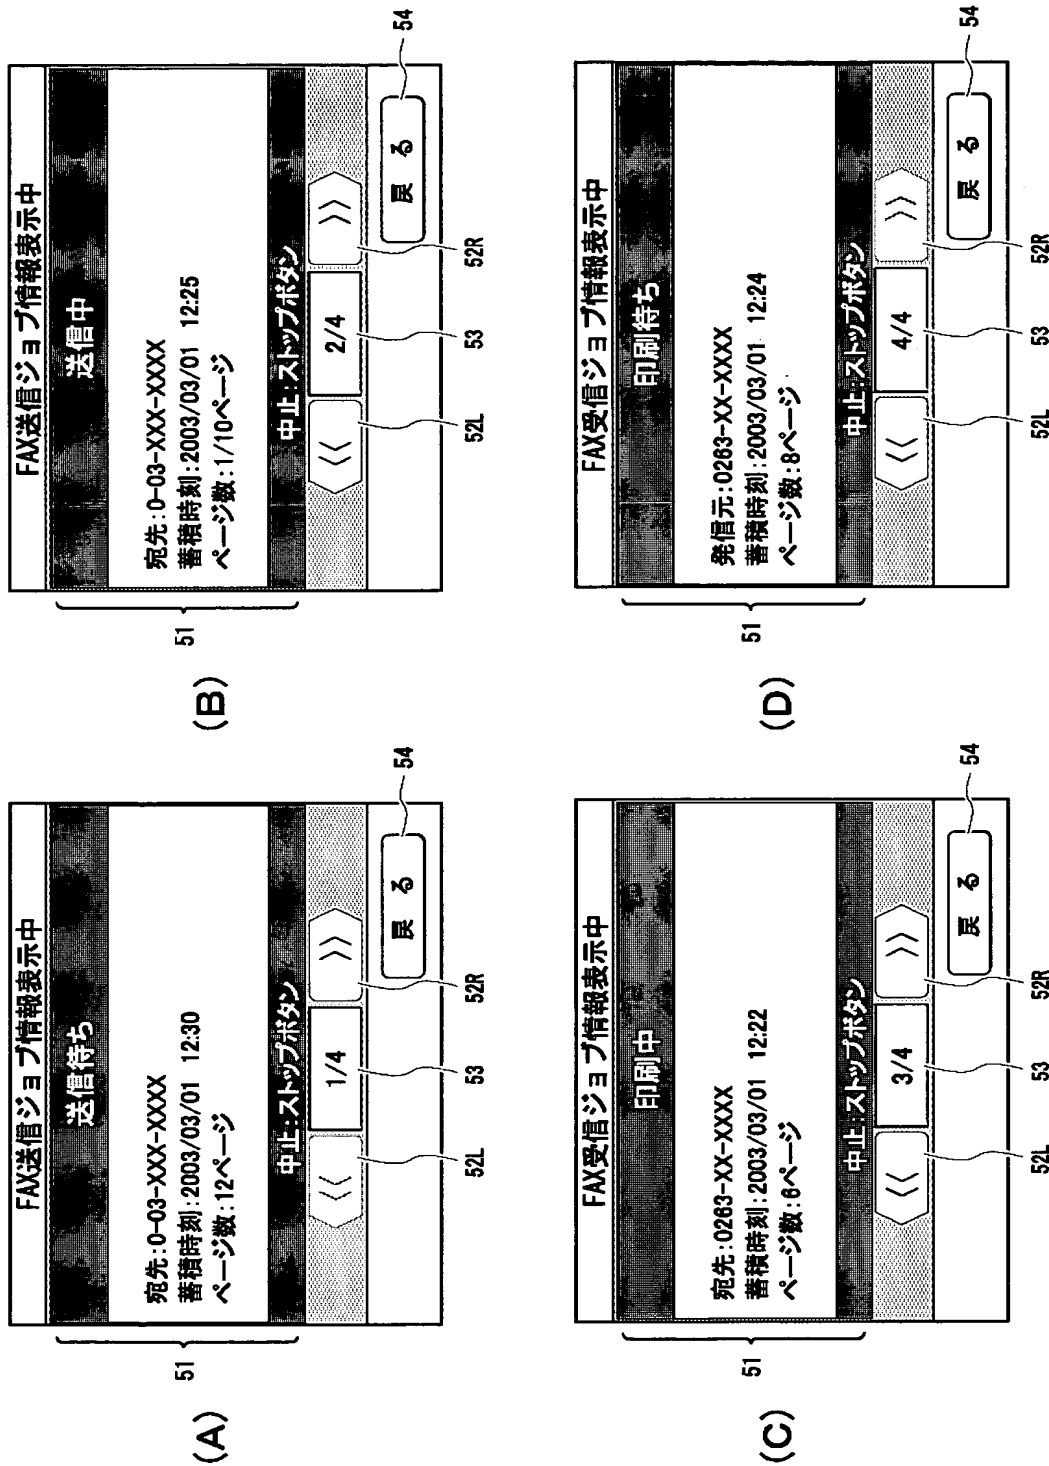 (A)
FAX送信ジョブ情報表示中
送信待ち
宛先:0-03-XXX-XXXX
蓄積時刻:2003/03/01 12:30
ページ数:12ページ
中止:ストップボタン
1/4
戻る
51
52L
53
52R
54
(B)
FAX送信ジョブ情報表示中
送信中
宛先:0-03-XXX-XXXX
蓄積時刻:2003/03/01 12:25
ページ数:1/10ページ
中止:ストップボタン
2/4
戻る
51
52L
53
52R
54
(C)
FAX受信ジョブ情報表示中
印刷中
宛先:0263-XX-XXXX
蓄積時刻:2003/03/01 12:22
ページ数:6ページ
中止:ストップボタン
3/4
戻る
51
52L
53
52R
54
(D)
FAX受信ジョブ情報表示中
印刷待ち
発信元:0263-XX-XXXX
蓄積時刻:2003/03/01 12:24
ページ数:8ページ
中止:ストップボタン
4/4
戻る
51
52L
53
52R
54